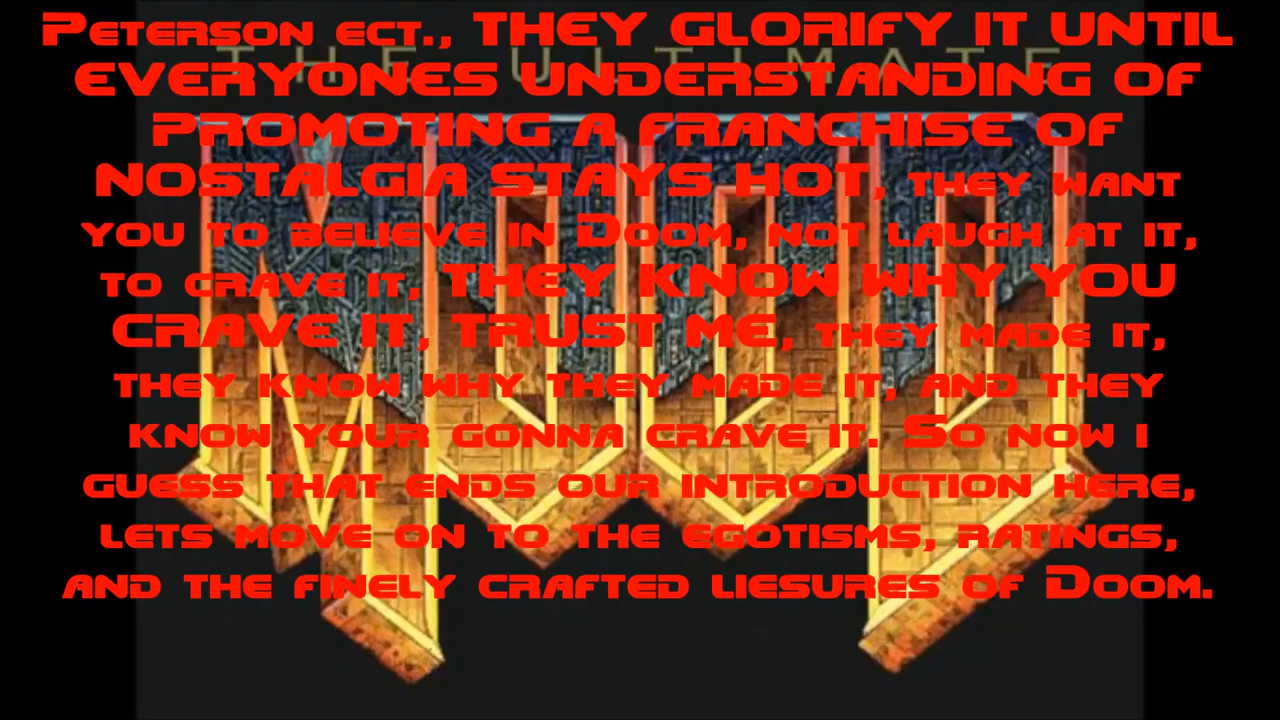 Peterson ect., THEY GLORIFY IT UNTIL
THE ULTIMATE
EVERYONES UNDERSTANDING OF
PROMOTING A FRANCHISE OF
NOSTALGIA STAYS HOT, they want
you to believe in Doom, not laugh at it,
to crave it, THEY KNOW WHY YOU
CRAVE IT, TRUST ME, they made it,
they know why they made it, and they
know your gonna crave it. So now I
guess that ends our introduction here,
lets move on to the egotisms, ratings,
and the finely crafted liesures of Doom.
DOOM